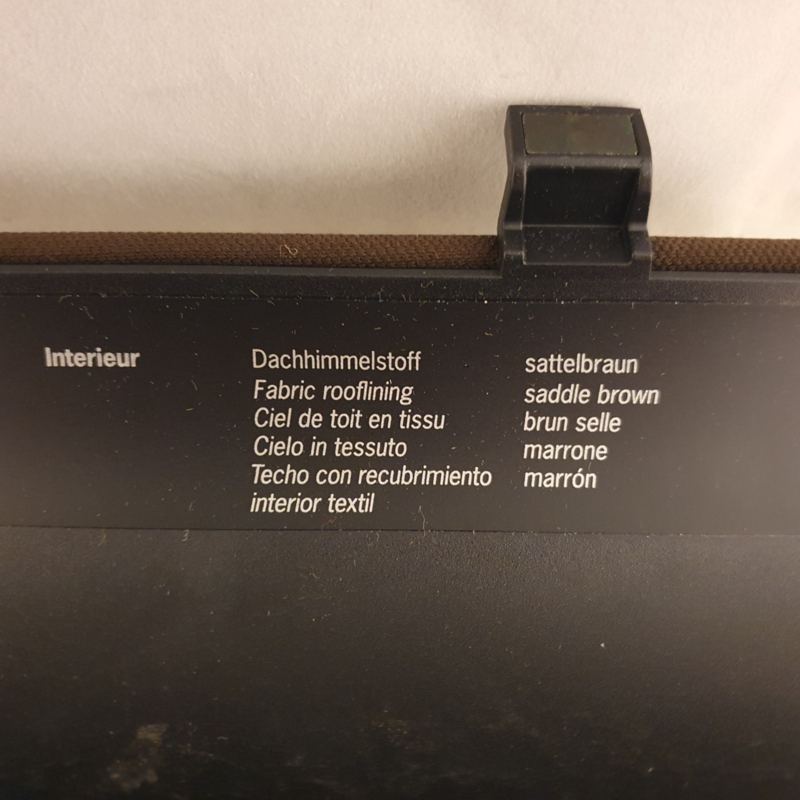 Interieur Dachhimmelstoff sattelbraun
Fabric rooflining saddle brown
Ciel de toit en tissu brun selle
Cielo in tessuto marrone
Techo con recubrimiento marrón
interior textil